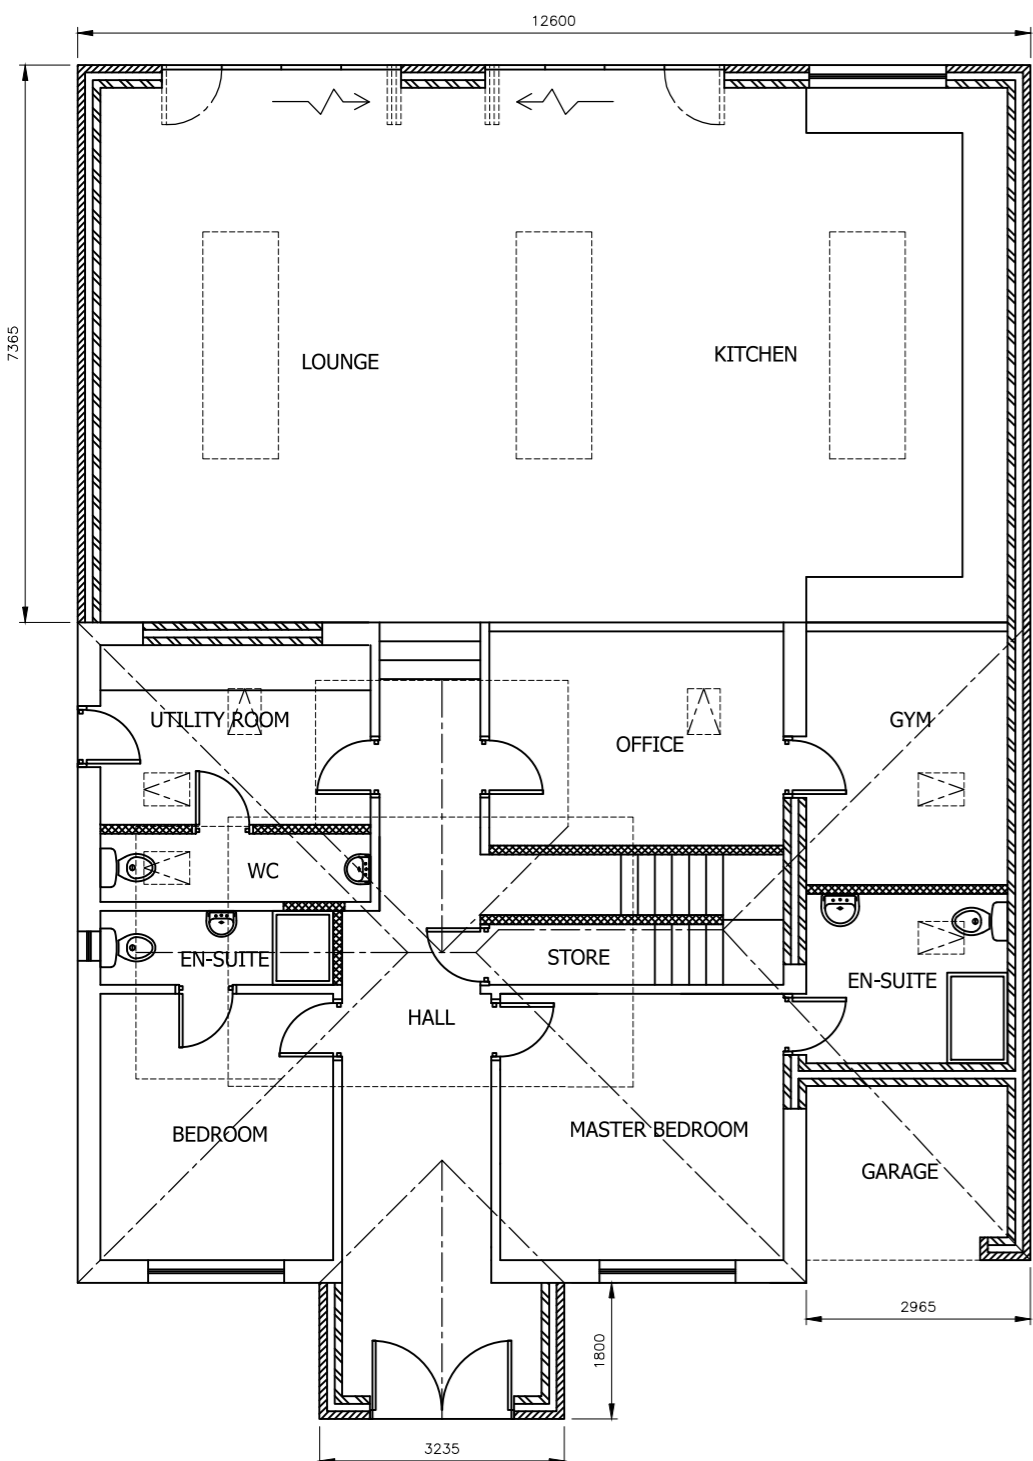 12600
7365
LOUNGE
KITCHEN
UTILITY ROOM
OFFICE
GYM
WC
EN-SUITE
STORE
EN-SUITE
HALL
BEDROOM
MASTER BEDROOM
GARAGE
2965
1800
3235